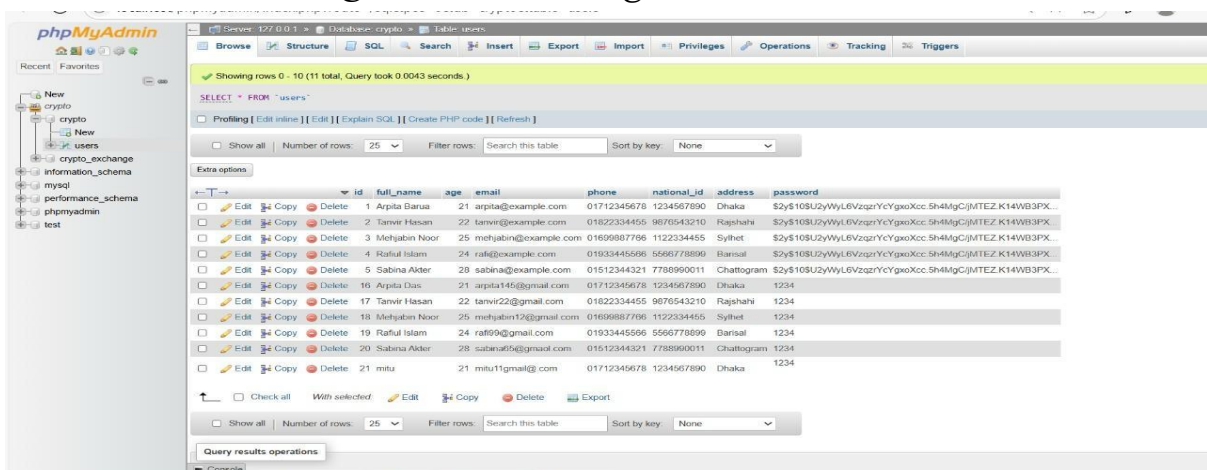 phpMyAdmin
Recent Favorites
New
crypto
crypto
New
users
crypto_exchange
information_schema
mysql
performance_schema
phpmyadmin
test
Server: 127.0.0.1 » Database: crypto » Table: users
Browse Structure SQL Search Insert Export Import Privileges Operations Tracking Triggers
Showing rows 0 - 10 (11 total, Query took 0.0043 seconds.)
SELECT * FROM `users`
Profiling [ Edit inline ] [ Edit ] [ Explain SQL ] [ Create PHP code ] [ Refresh ]
Show all | Number of rows: 25 Filter rows: Search this table Sort by key: None
Extra options
←T→ id full_name age email phone national_id address password
Edit Copy Delete 1 Arpita Barua 21 arpita@example.com 01712345678 1234567890 Dhaka $2y$10$U2yWyL6VzqzrYcYgxoXcc.5h4MgC/jMTEZ.K14WB3PX...
Edit Copy Delete 2 Tanvir Hasan 22 tanvir@example.com 01822334455 9876543210 Rajshahi $2y$10$U2yWyL6VzqzrYcYgxoXcc.5h4MgC/jMTEZ.K14WB3PX...
Edit Copy Delete 3 Mehjabin Noor 25 mehjabin@example.com 01699887766 1122334455 Sylhet $2y$10$U2yWyL6VzqzrYcYgxoXcc.5h4MgC/jMTEZ.K14WB3PX...
Edit Copy Delete 4 Rafiul Islam 24 rafi@example.com 01933445566 5566778899 Barisal $2y$10$U2yWyL6VzqzrYcYgxoXcc.5h4MgC/jMTEZ.K14WB3PX...
Edit Copy Delete 5 Sabina Akter 28 sabina@example.com 01512344321 7788990011 Chattogram $2y$10$U2yWyL6VzqzrYcYgxoXcc.5h4MgC/jMTEZ.K14WB3PX...
Edit Copy Delete 16 Arpita Das 21 arpita145@gmail.com 01712345678 1234567890 Dhaka 1234
Edit Copy Delete 17 Tanvir Hasan 22 tanvir22@gmail.com 01822334455 9876543210 Rajshahi 1234
Edit Copy Delete 18 Mehjabin Noor 25 mehjabin12@gmail.com 01699887766 1122334455 Sylhet 1234
Edit Copy Delete 19 Rafiul Islam 24 rafi99@gmail.com 01933445566 5566778899 Barisal 1234
Edit Copy Delete 20 Sabina Akter 28 sabina65@gmaol.com 01512344321 7788990011 Chattogram 1234
Edit Copy Delete 21 mitu 21 mitu11gmail@.com 01712345678 1234567890 Dhaka 1234
Check all With selected: Edit Copy Delete Export
Show all | Number of rows: 25 Filter rows: Search this table Sort by key: None
Query results operations
Console